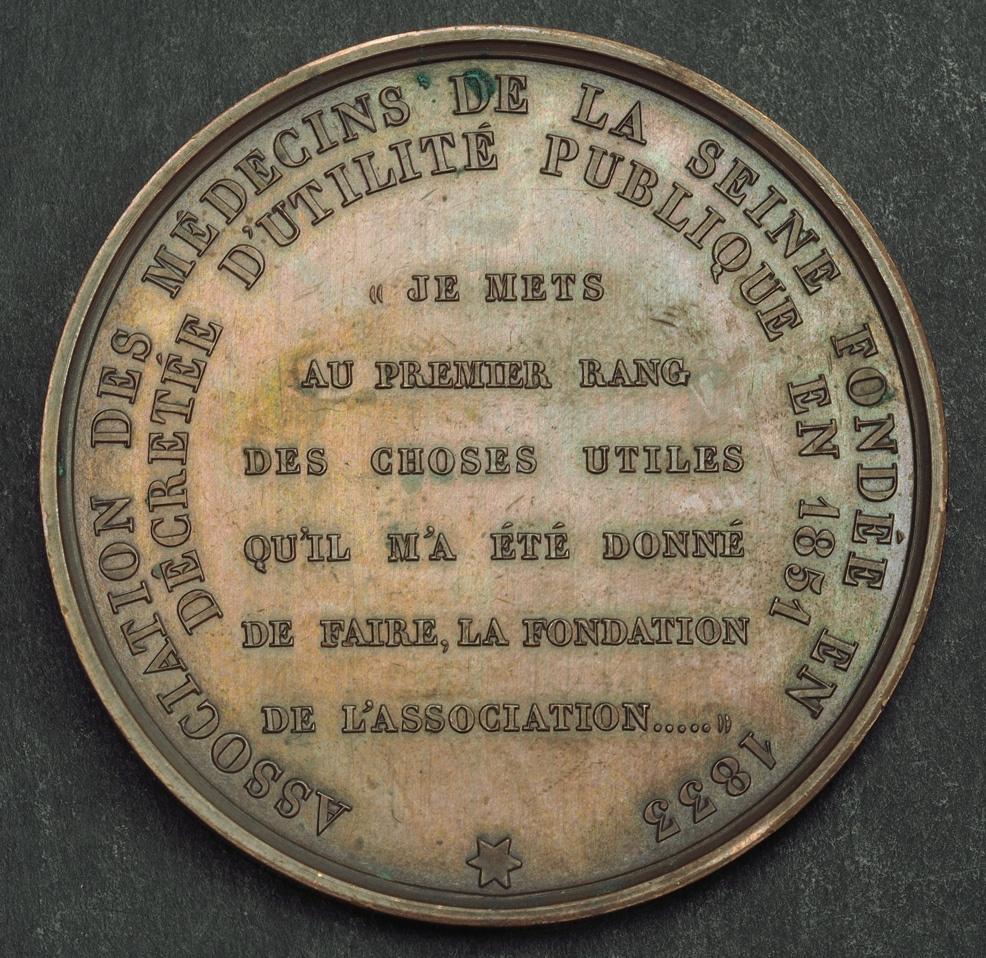 ASSOCIATION DES MÉDECINS DE LA SEINE FONDÉE EN 1833
DÉCRETÉE D'UTILITÉ PUBLIQUE EN 1851
« JE METS
AU PREMIER RANG
DES CHOSES UTILES
QU'IL M'A ÉTÉ DONNÉ
DE FAIRE, LA FONDATION
DE L'ASSOCIATION..... »